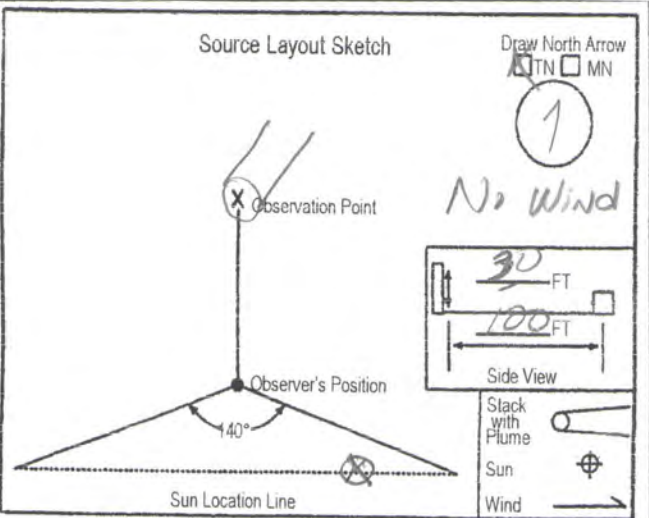 Source Layout Sketch
Draw North Arrow
TN MN
X Observation Point
No Wind
30 FT
100 FT
Side View
Observer's Position
140°
Stack
with
Plume
Sun
Wind
Sun Location Line